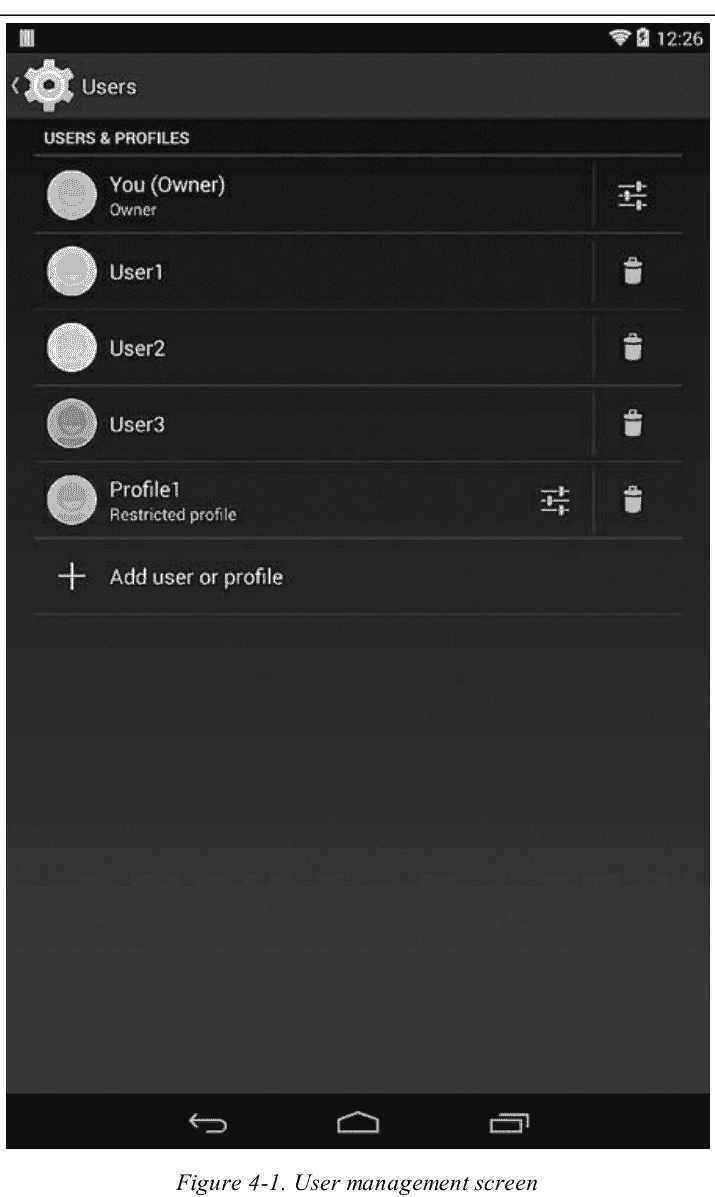 12:26
Users
USERS & PROFILES
You (Owner)
Owner
User1
User2
User3
Profile1
Restricted profile
Add user or profile
Figure 4-1. User management screen